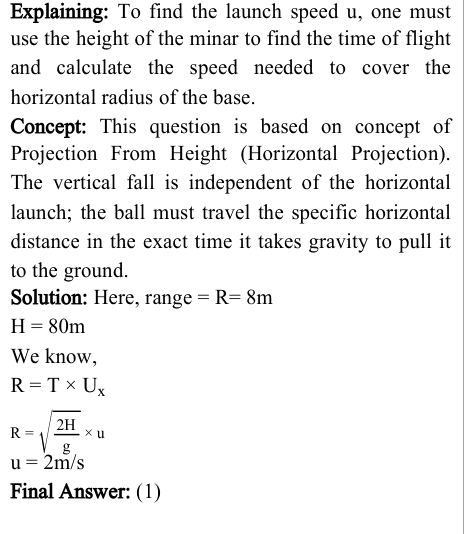 Explaining: To find the launch speed u, one must
use the height of the minar to find the time of flight
and calculate the speed needed to cover the
horizontal radius of the base.
Concept: This question is based on concept of
Projection From Height (Horizontal Projection).
The vertical fall is independent of the horizontal
launch; the ball must travel the specific horizontal
distance in the exact time it takes gravity to pull it
to the ground.
Solution: Here, range = R= 8m
H = 80m
We know,
R = T × Uₓ
R = √(2H/g) × u
u = 2m/s
Final Answer: (1)